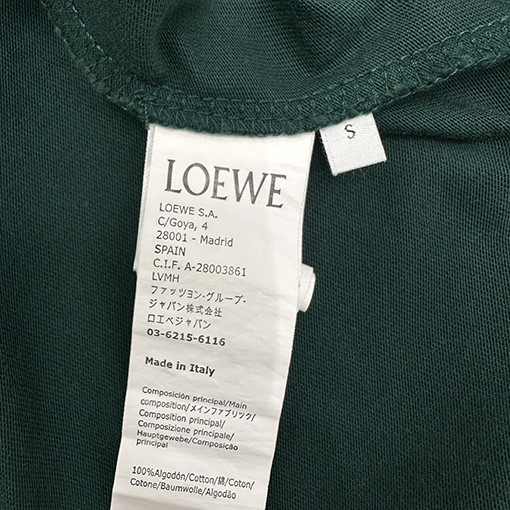 S
LOEWE
LOEWE S.A.
C/Goya, 4
28001 - Madrid
SPAIN
C.I.F. A-28003861
LVMH
ファッツョン・グループ・
ジャパン株式会社
ロエベジャパン
03-6215-6116
Made in Italy
Composición principal/Main
composition/メインファブリック/
Composition principal/
Composizione principale/
Hauptgewebe/Composição
principal
100%Algodón/Cotton/綿/Coton/
Cotone/Baumwolle/Algodão